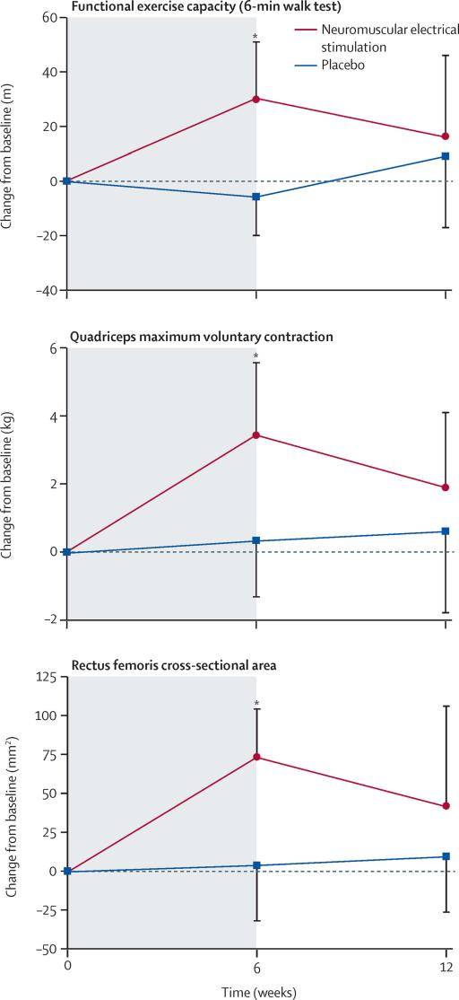 Functional exercise capacity (6-min walk test)
60
40
20
0
−20
−40
Change from baseline (m)
*
Neuromuscular electrical
stimulation
Placebo
Quadriceps maximum voluntary contraction
6
4
2
0
−2
Change from baseline (kg)
*
Rectus femoris cross-sectional area
125
100
75
50
25
0
−25
−50
Change from baseline (mm²)
*
0
6
12
Time (weeks)